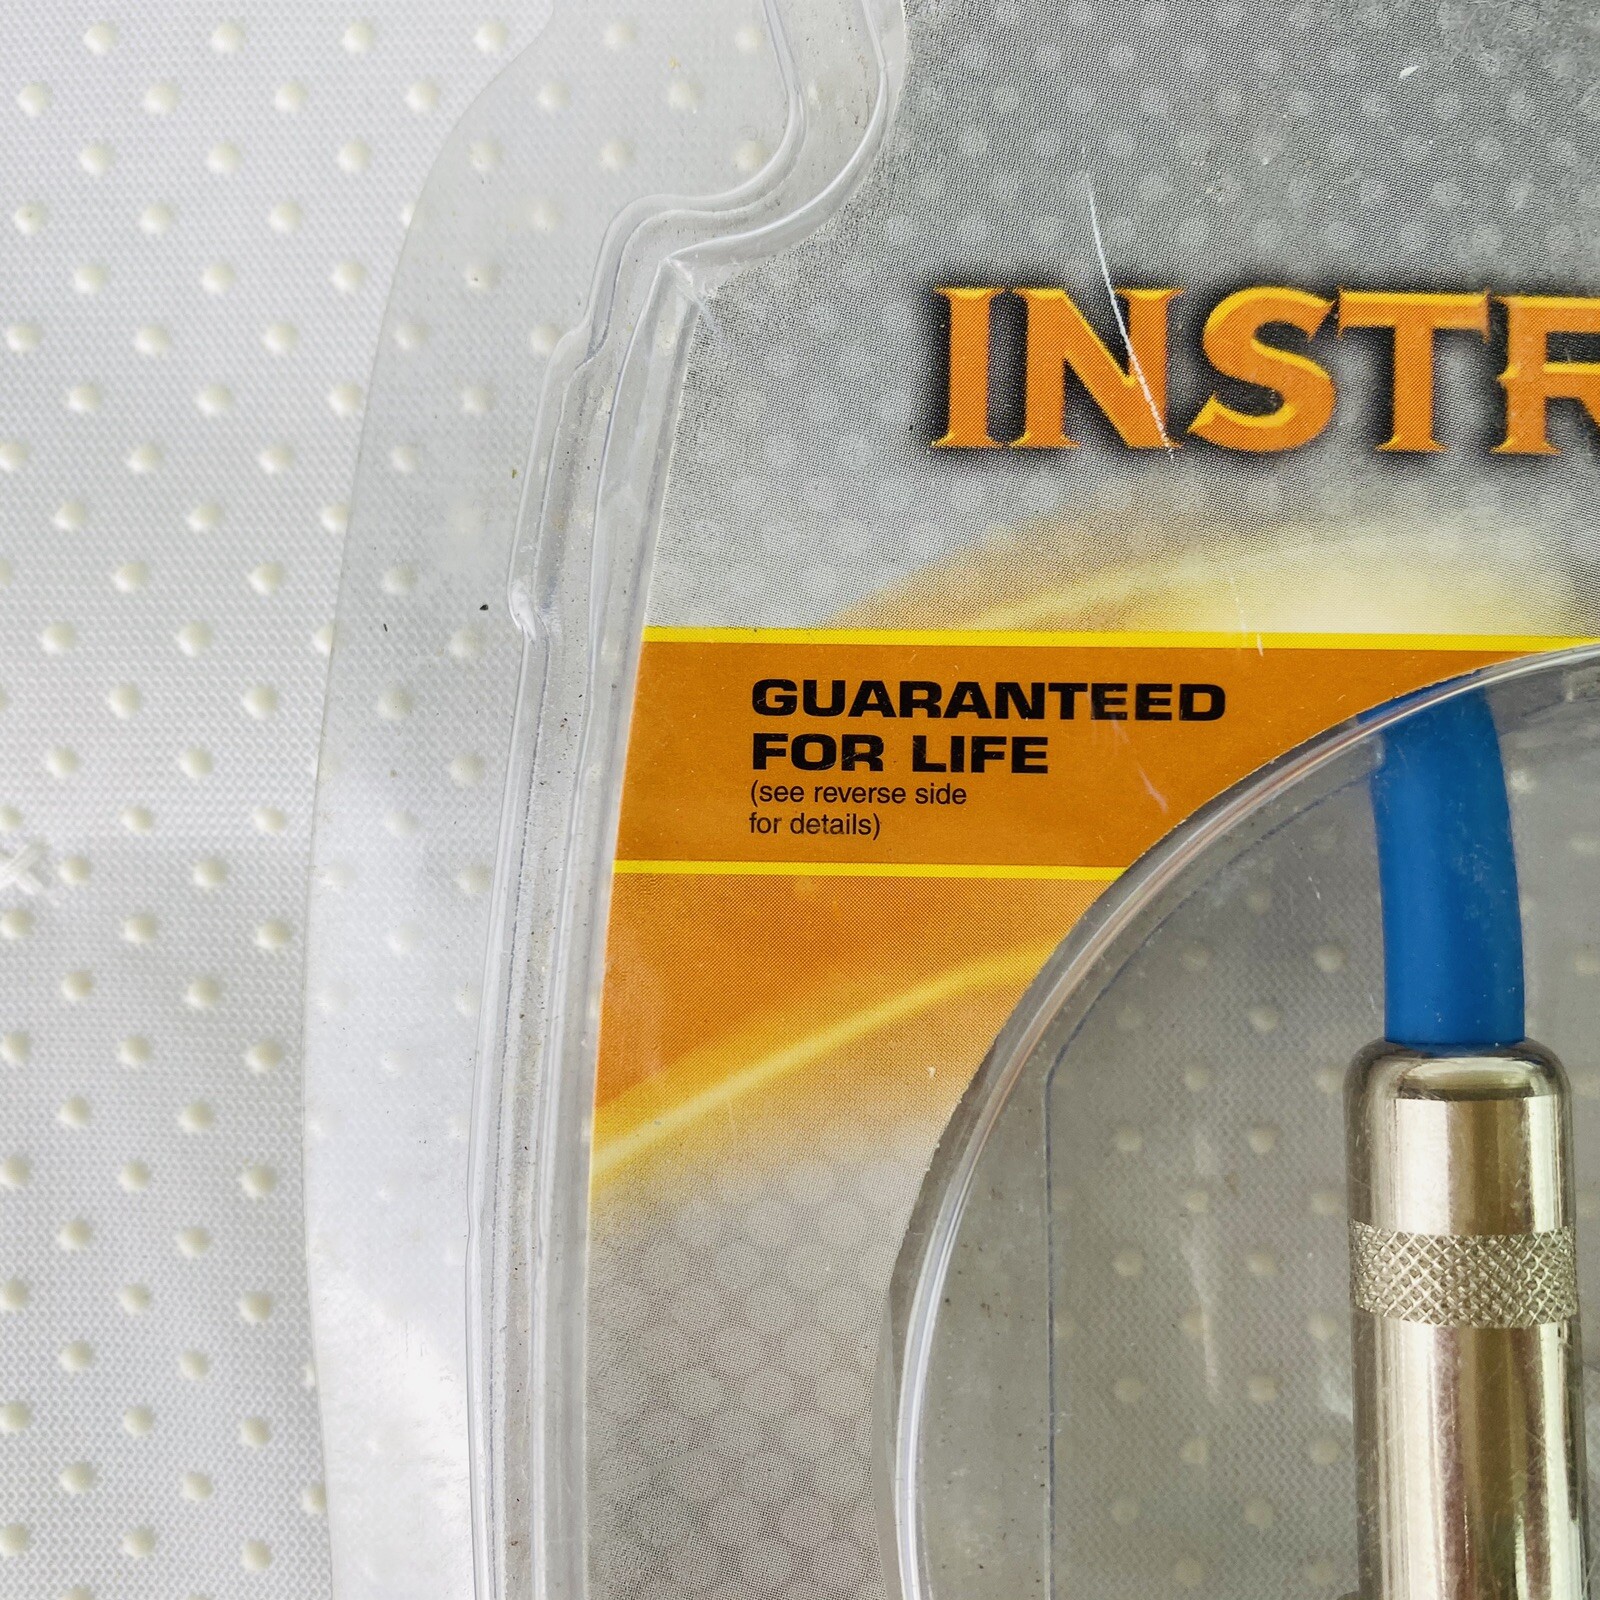 INSTR
GUARANTEED
FOR LIFE
(see reverse side
for details)